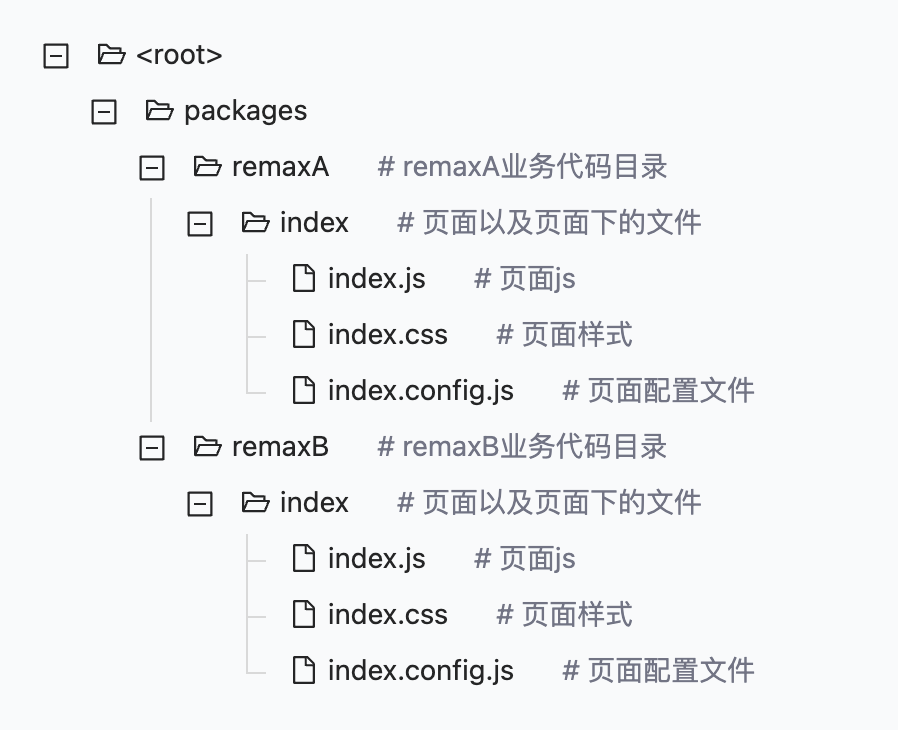 <root>
packages
remaxA # remaxA业务代码目录
index # 页面以及页面下的文件
index.js # 页面js
index.css # 页面样式
index.config.js # 页面配置文件
remaxB # remaxB业务代码目录
index # 页面以及页面下的文件
index.js # 页面js
index.css # 页面样式
index.config.js # 页面配置文件